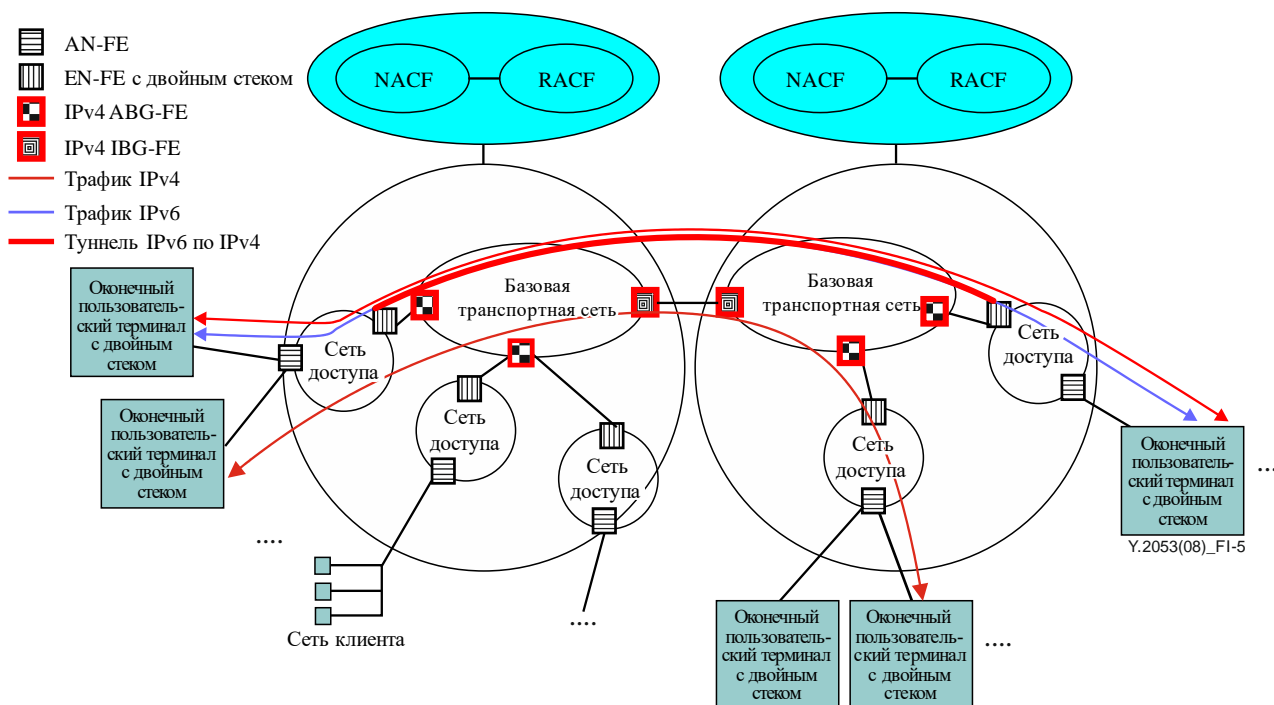 AN-FE
EN-FE с двойным стеком
IPv4 ABG-FE
IPv4 IBG-FE
Трафик IPv4
Трафик IPv6
Туннель IPv6 по IPv4
NACF
RACF
NACF
RACF
Оконечный
пользователь-
ский терминал
с двойным
стеком
Базовая
транспортная сеть
Базовая
транспортная сеть
Сеть
доступа
Сеть
доступа
Оконечный
пользователь-
ский терминал
с двойным
стеком
Сеть
доступа
Сеть
доступа
Сеть
доступа
Оконечный
пользователь-
ский терминал
с двойным
стеком
....
Y.2053(08)_FI-5
....
Сеть клиента
....
Оконечный
пользователь-
ский терминал
с двойным
стеком
Оконечный
пользователь-
ский терминал
с двойным
стеком
....